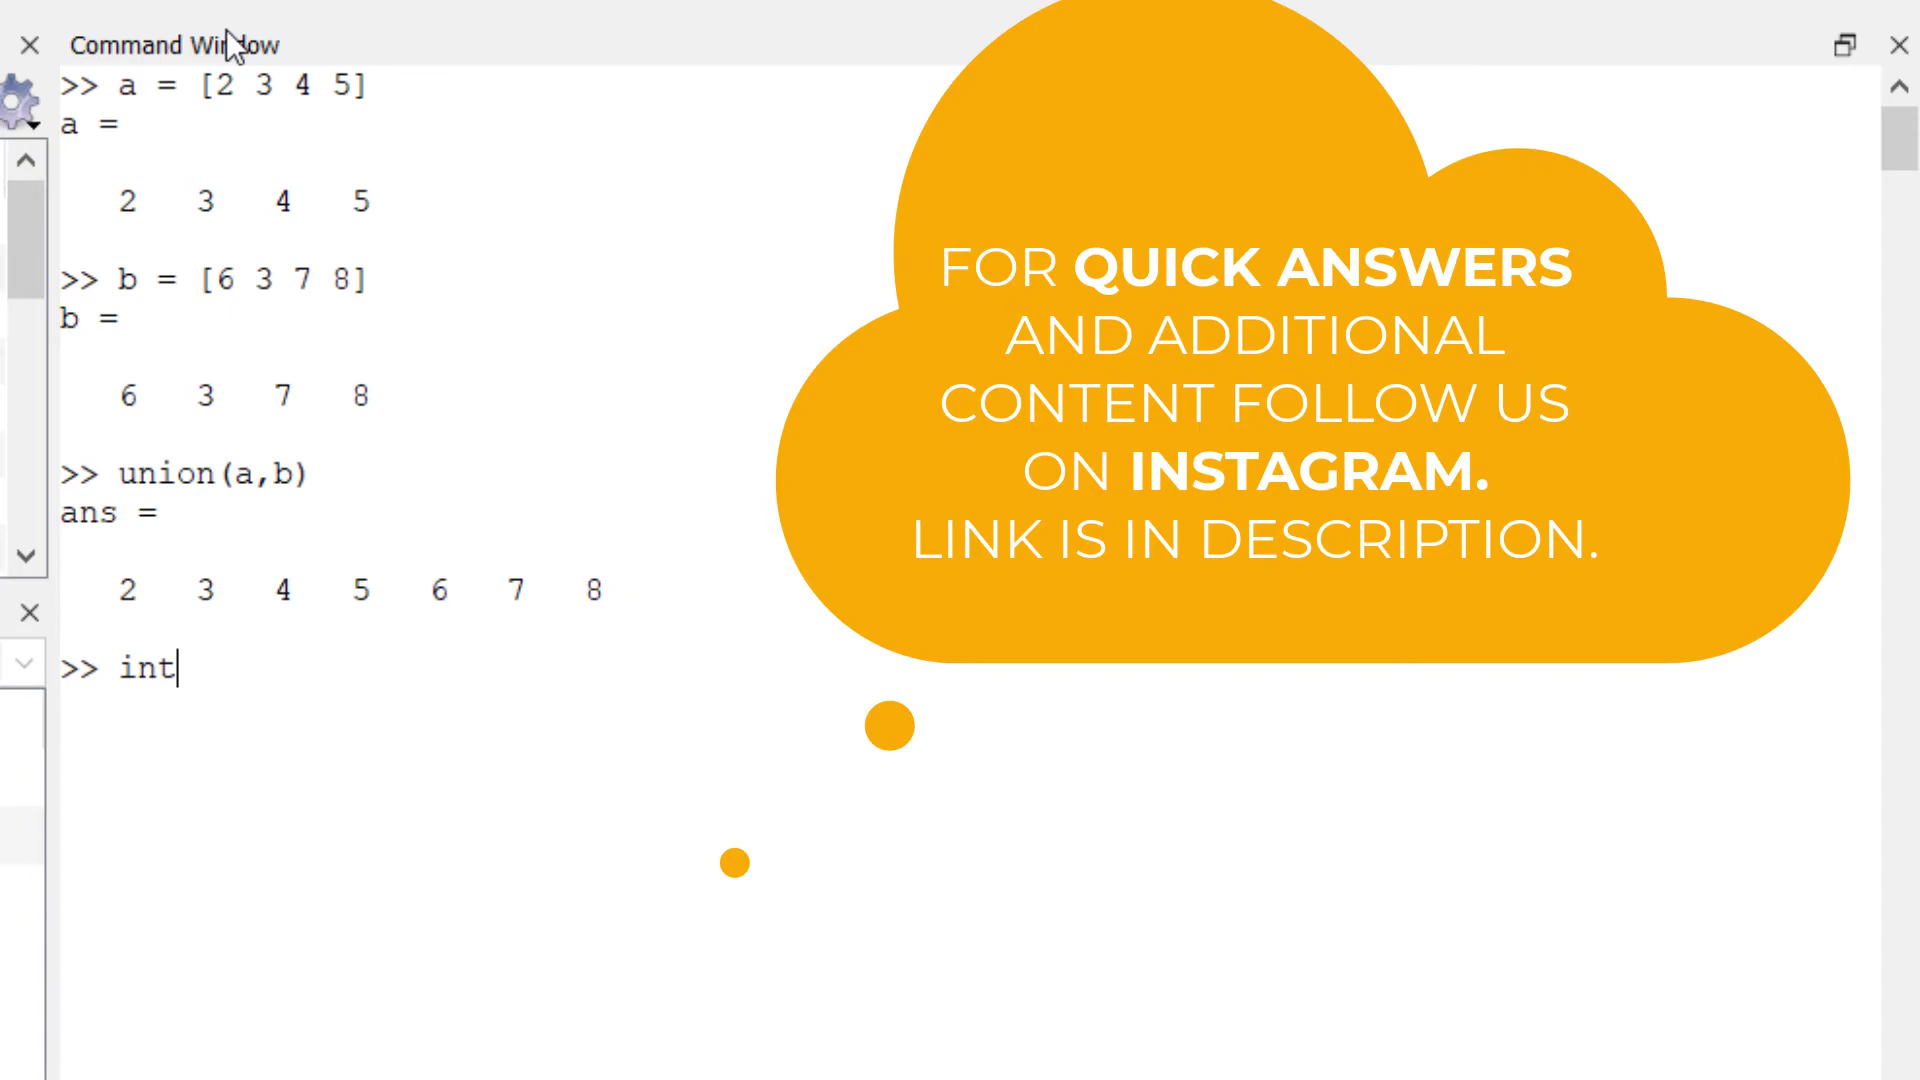 Command Window
>> a = [2 3 4 5]
a =
2 3 4 5
>> b = [6 3 7 8]
b =
6 3 7 8
>> union(a,b)
ans =
2 3 4 5 6 7 8
>> int
FOR QUICK ANSWERS
AND ADDITIONAL
CONTENT FOLLOW US
ON INSTAGRAM.
LINK IS IN DESCRIPTION.